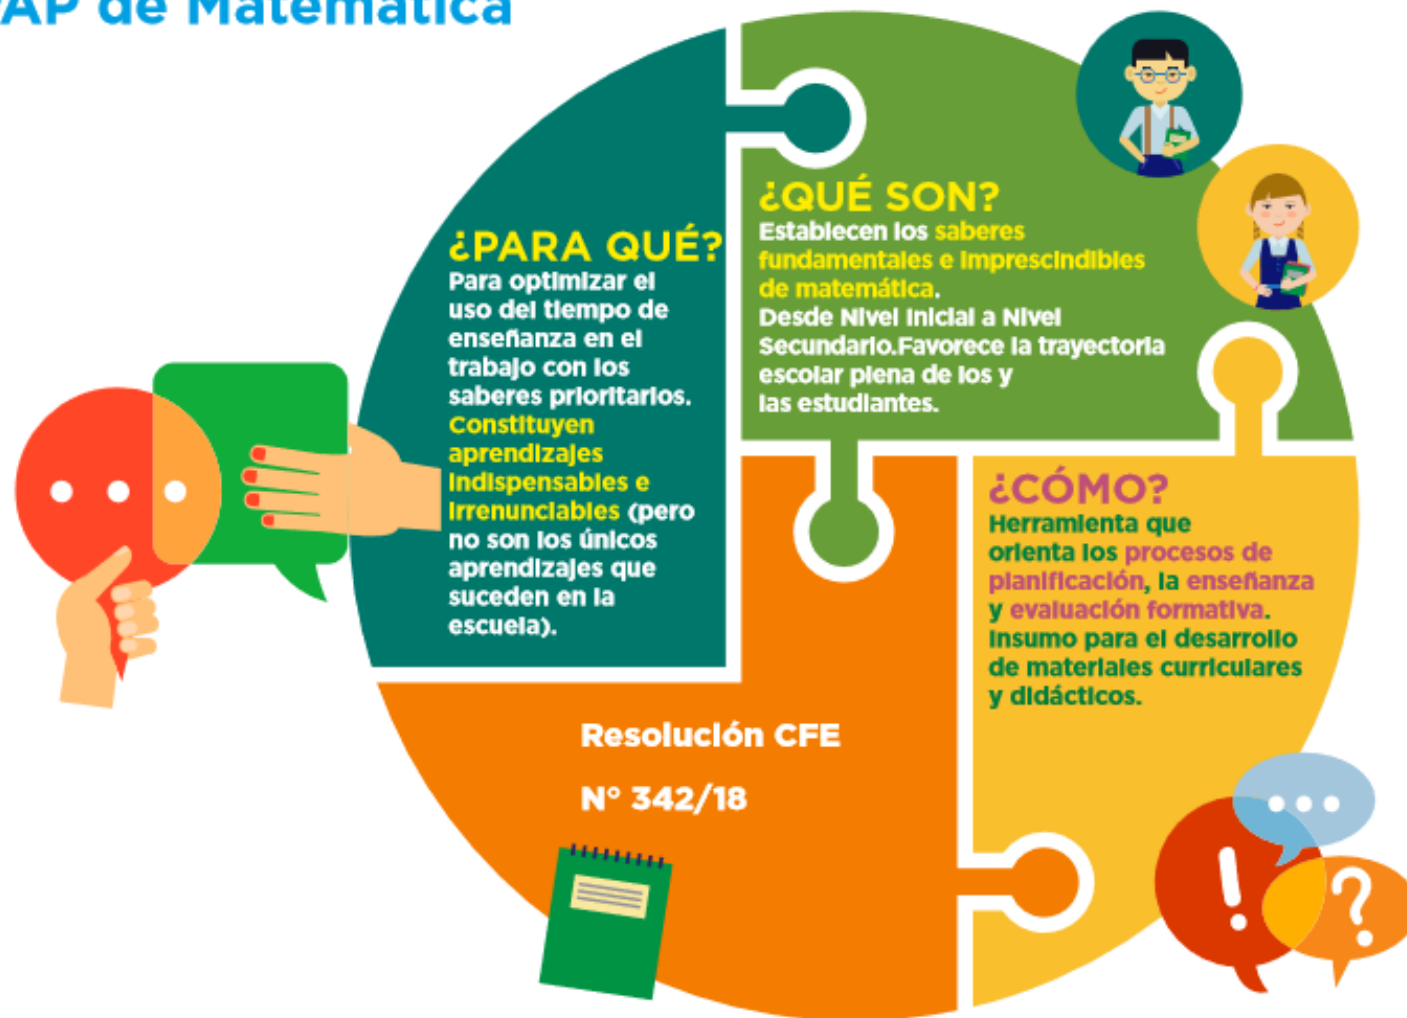 AP de Matemática
¿PARA QUÉ?
Para optimizar el
uso del tiempo de
enseñanza en el
trabajo con los
saberes prioritarios.
Constituyen
aprendizajes
indispensables e
irrenunciables (pero
no son los únicos
aprendizajes que
suceden en la
escuela).
¿QUÉ SON?
Establecen los saberes
fundamentales e imprescindibles
de matemática.
Desde Nivel Inicial a Nivel
Secundario.Favorece la trayectoria
escolar plena de los y
las estudiantes.
¿CÓMO?
Herramienta que
orienta los procesos de
planificación, la enseñanza
y evaluación formativa.
Insumo para el desarrollo
de materiales curriculares
y didácticos.
Resolución CFE
N° 342/18
!
?